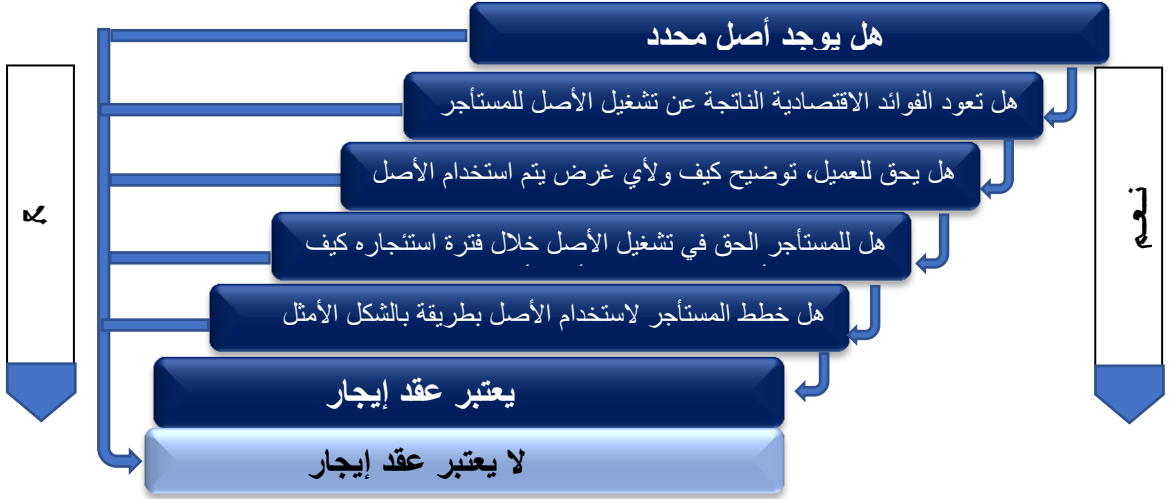 هل يوجد أصل محدد
هل تعود الفوائد الاقتصادية الناتجة عن تشغيل الأصل للمستأجر
هل يحق للعميل، توضيح كيف ولأي غرض يتم استخدام الأصل
هل للمستأجر الحق في تشغيل الأصل خلال فترة استئجاره كيف
هل خطط المستأجر لاستخدام الأصل بطريقة بالشكل الأمثل
يعتبر عقد إيجار
لا يعتبر عقد إيجار
نعم
لا